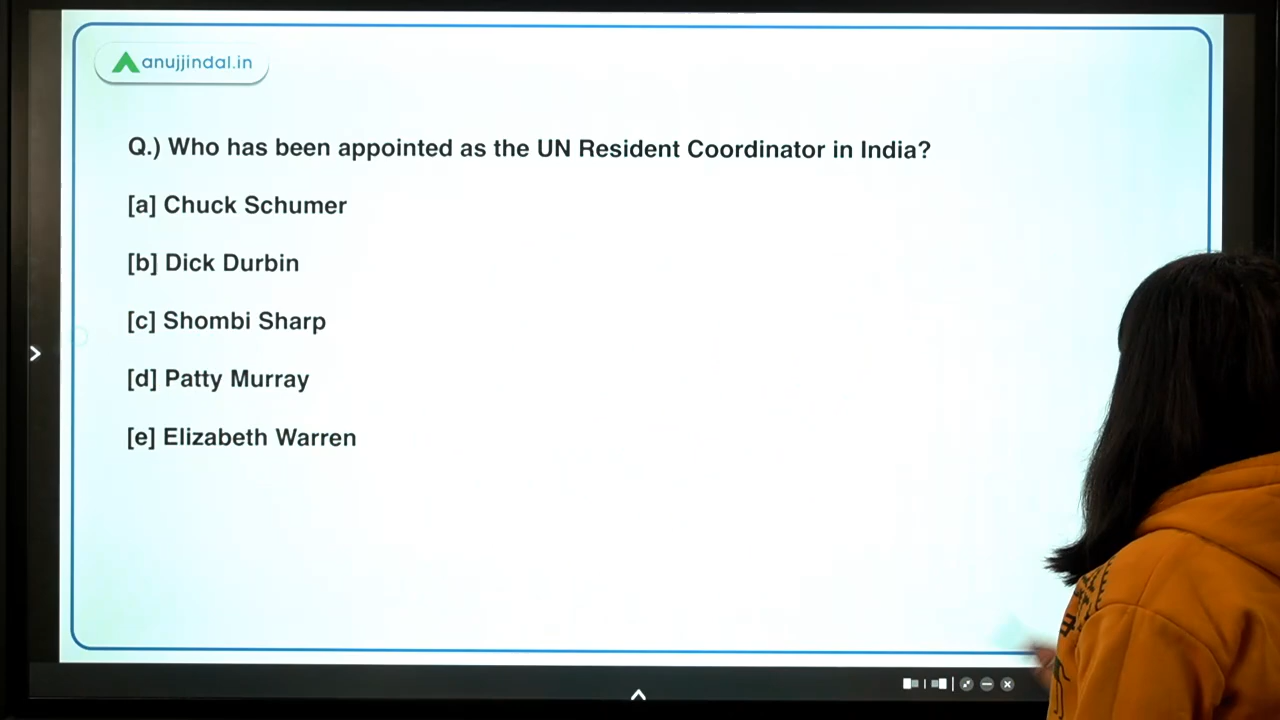 anujjindal.in
Q.) Who has been appointed as the UN Resident Coordinator in India?
[a] Chuck Schumer
[b] Dick Durbin
[c] Shombi Sharp
[d] Patty Murray
[e] Elizabeth Warren